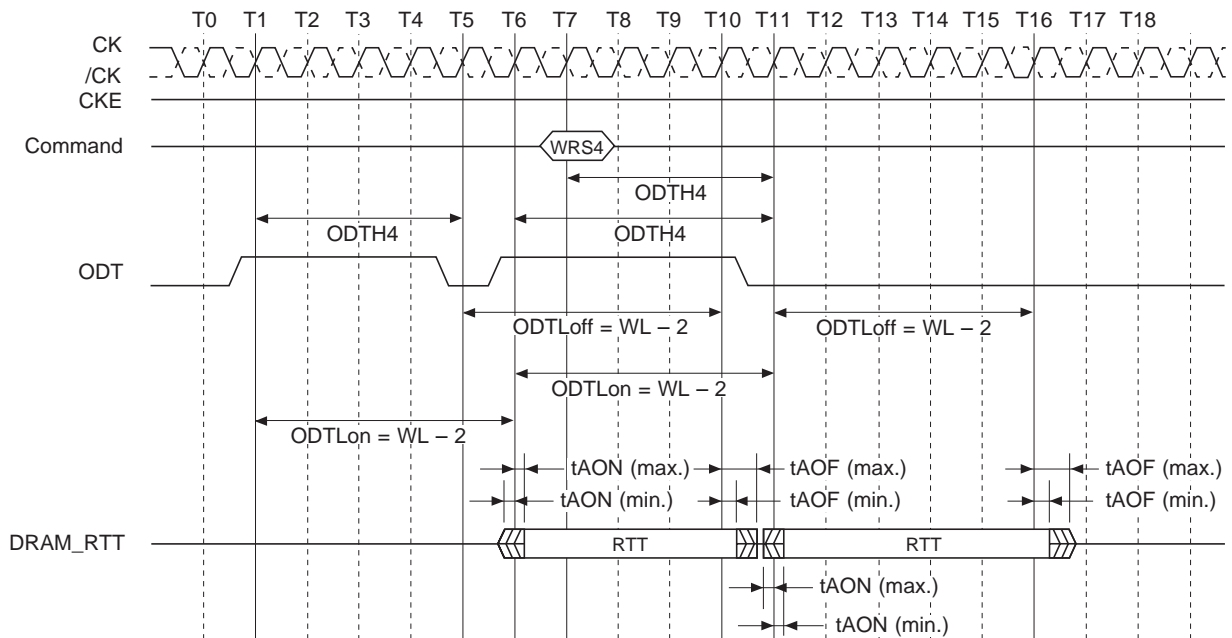 T0 T1 T2 T3 T4 T5 T6 T7 T8 T9 T10 T11 T12 T13 T14 T15 T16 T17 T18
CK
/CK
CKE
Command
WRS4
ODTH4
ODTH4
ODTH4
ODT
ODTLoff = WL – 2
ODTLoff = WL – 2
ODTLon = WL – 2
ODTLon = WL – 2
tAON (max.)
tAOF (max.)
tAOF (max.)
tAON (min.)
tAOF (min.)
tAOF (min.)
DRAM_RTT
RTT
RTT
tAON (max.)
tAON (min.)